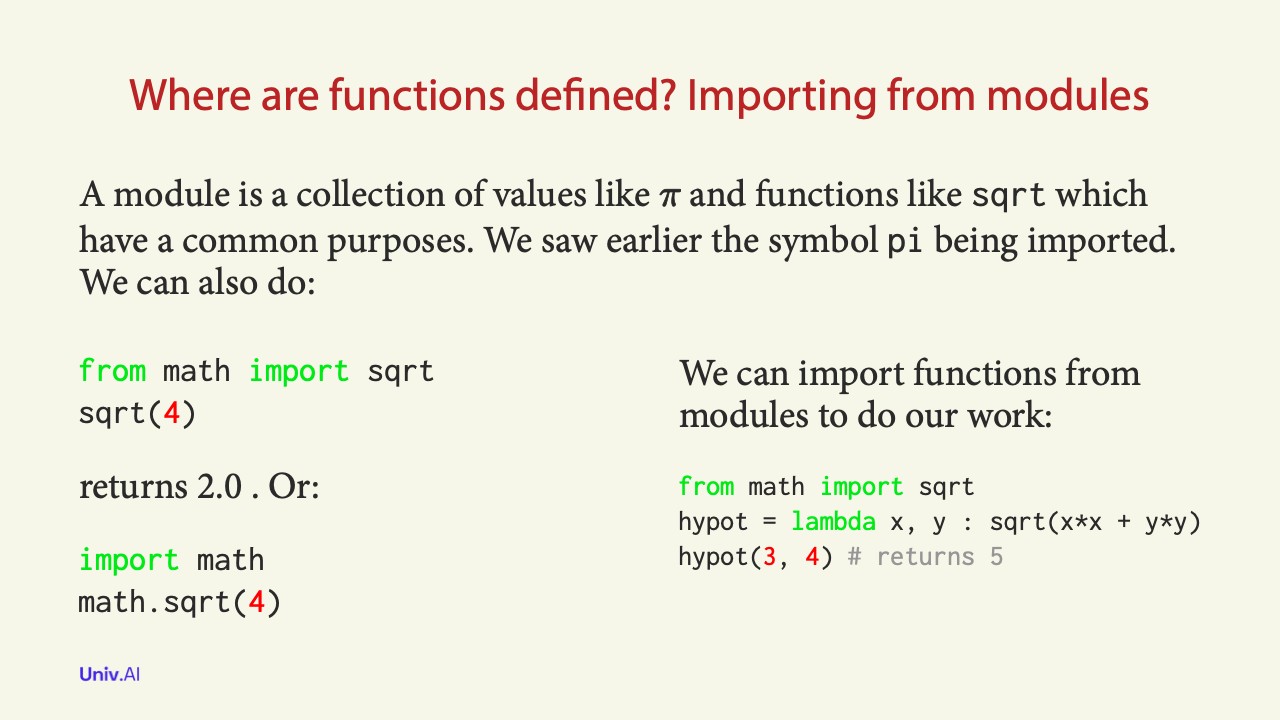 Where are functions defined? Importing from modules
A module is a collection of values like π and functions like sqrt which
have a common purposes. We saw earlier the symbol pi being imported.
We can also do:
from math import sqrt
sqrt(4)
returns 2.0 . Or:
import math
math.sqrt(4)
We can import functions from
modules to do our work:
from math import sqrt
hypot = lambda x, y : sqrt(x*x + y*y)
hypot(3, 4) # returns 5
Univ.AI